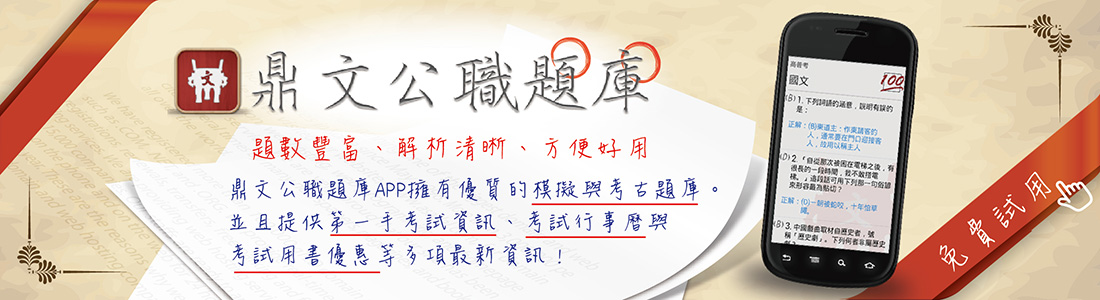 文
鼎文公職題庫
題數豐富、解析清晰、方便好用
鼎文公職題庫APP擁有優質的模擬與考古題庫。
並且提供第一手考試資訊、考試行事曆與
考試用書優惠等多項最新資訊！
高普考
國文
100
(B) 1. 下列詞語的涵意，說明有誤的
是：
正解：(B)東道主：作東請客的
人，通常要在門口迎接客
人，故用以稱主人
(D) 2.「自從那次被困在電梯之後，有
很長的一段時間，我不敢搭電
梯。」這段話可用下列那一句俗諺
來形容最為貼切？
正解：(D)一朝被蛇咬，十年怕草
繩。
(B) 3. 中國戲曲取材自歷史者，號
稱「歷史劇」。下列何者非屬歷史
免費試用